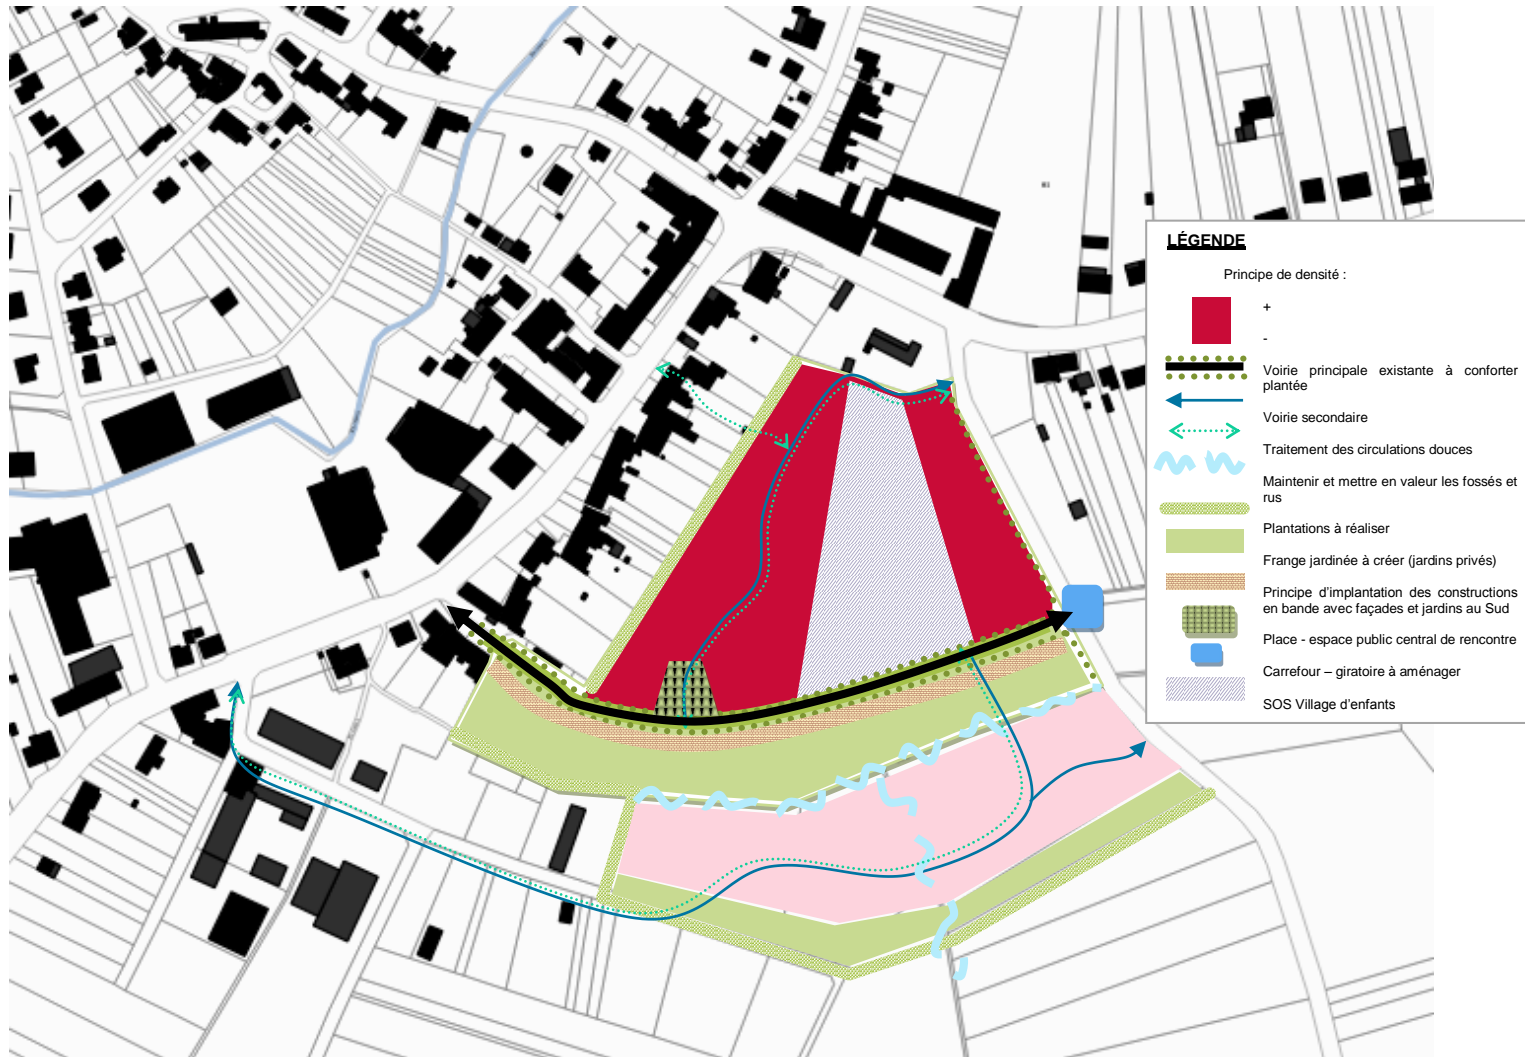 LÉGENDE
Principe de densité :
+
-
Voirie principale existante à conforter
plantée
Voirie secondaire
Traitement des circulations douces
Maintenir et mettre en valeur les fossés et
rus
Plantations à réaliser
Frange jardinée à créer (jardins privés)
Principe d'implantation des constructions
en bande avec façades et jardins au Sud
Place - espace public central de rencontre
Carrefour – giratoire à aménager
SOS Village d'enfants